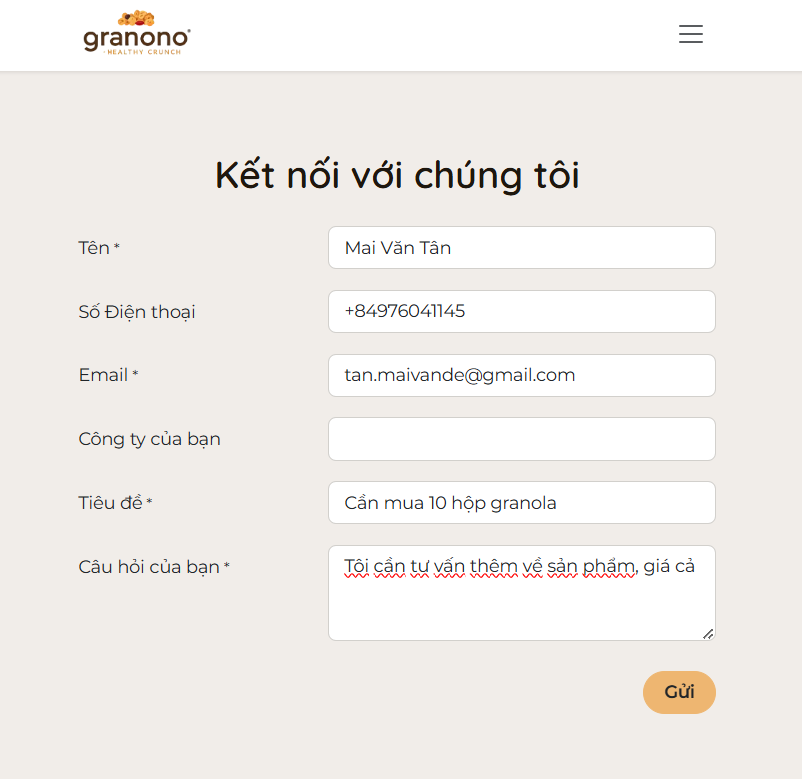 granono®
HEALTHY CRUNCH
Kết nối với chúng tôi
Tên *
Mai Văn Tân
Số Điện thoại
+84976041145
Email *
tan.maivande@gmail.com
Công ty của bạn
Tiêu đề *
Cần mua 10 hộp granola
Câu hỏi của bạn *
Tôi cần tư vấn thêm về sản phẩm, giá cả
Gửi